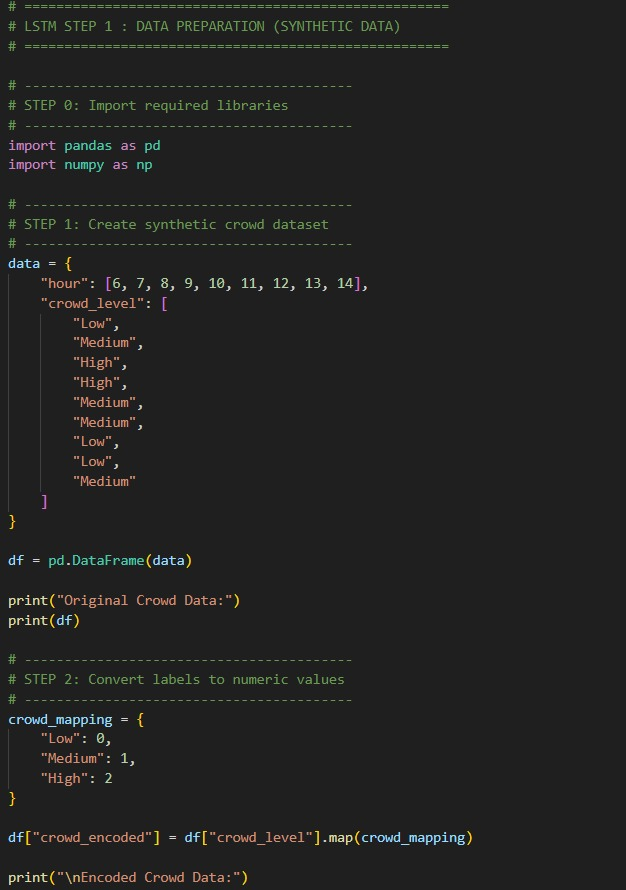 # =====================================================
# LSTM STEP 1 : DATA PREPARATION (SYNTHETIC DATA)
# =====================================================
# -----------------------------------------
# STEP 0: Import required libraries
# -----------------------------------------
import pandas as pd
import numpy as np
# -----------------------------------------
# STEP 1: Create synthetic crowd dataset
# -----------------------------------------
data = {
    "hour": [6, 7, 8, 9, 10, 11, 12, 13, 14],
    "crowd_level": [
        "Low",
        "Medium",
        "High",
        "High",
        "Medium",
        "Medium",
        "Low",
        "Low",
        "Medium"
    ]
}
df = pd.DataFrame(data)
print("Original Crowd Data:")
print(df)
# -----------------------------------------
# STEP 2: Convert labels to numeric values
# -----------------------------------------
crowd_mapping = {
    "Low": 0,
    "Medium": 1,
    "High": 2
}
df["crowd_encoded"] = df["crowd_level"].map(crowd_mapping)
print("\nEncoded Crowd Data:")